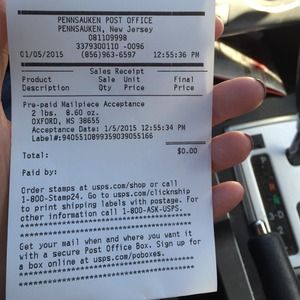 PENNSAUKEN POST OFFICE
PENNSAUKEN, New Jersey
081109998
3379300110 -0096
01/05/2015 (856)963-6597 12:55:36 PM
Sales Receipt
Product Sale Unit Final
Description Qty Price Price
Pre-paid Mailpiece Acceptance
2 lbs. 8.60 oz.
OXFORD, MS 38655
Acceptance Date: 1/5/2015 12:55:34 PM
Label#:9405510899359039055166
Total: $0.00
Paid by:
Order stamps at usps.com/shop or call
1-800-Stamp24. Go to usps.com/clicknship
to print shipping labels with postage. For
other information call 1-800-ASK-USPS.
****************************************
****************************************
Get your mail when and where you want it
with a secure Post Office Box. Sign up for
a box online at usps.com/poboxes.
****************************************
****************************************